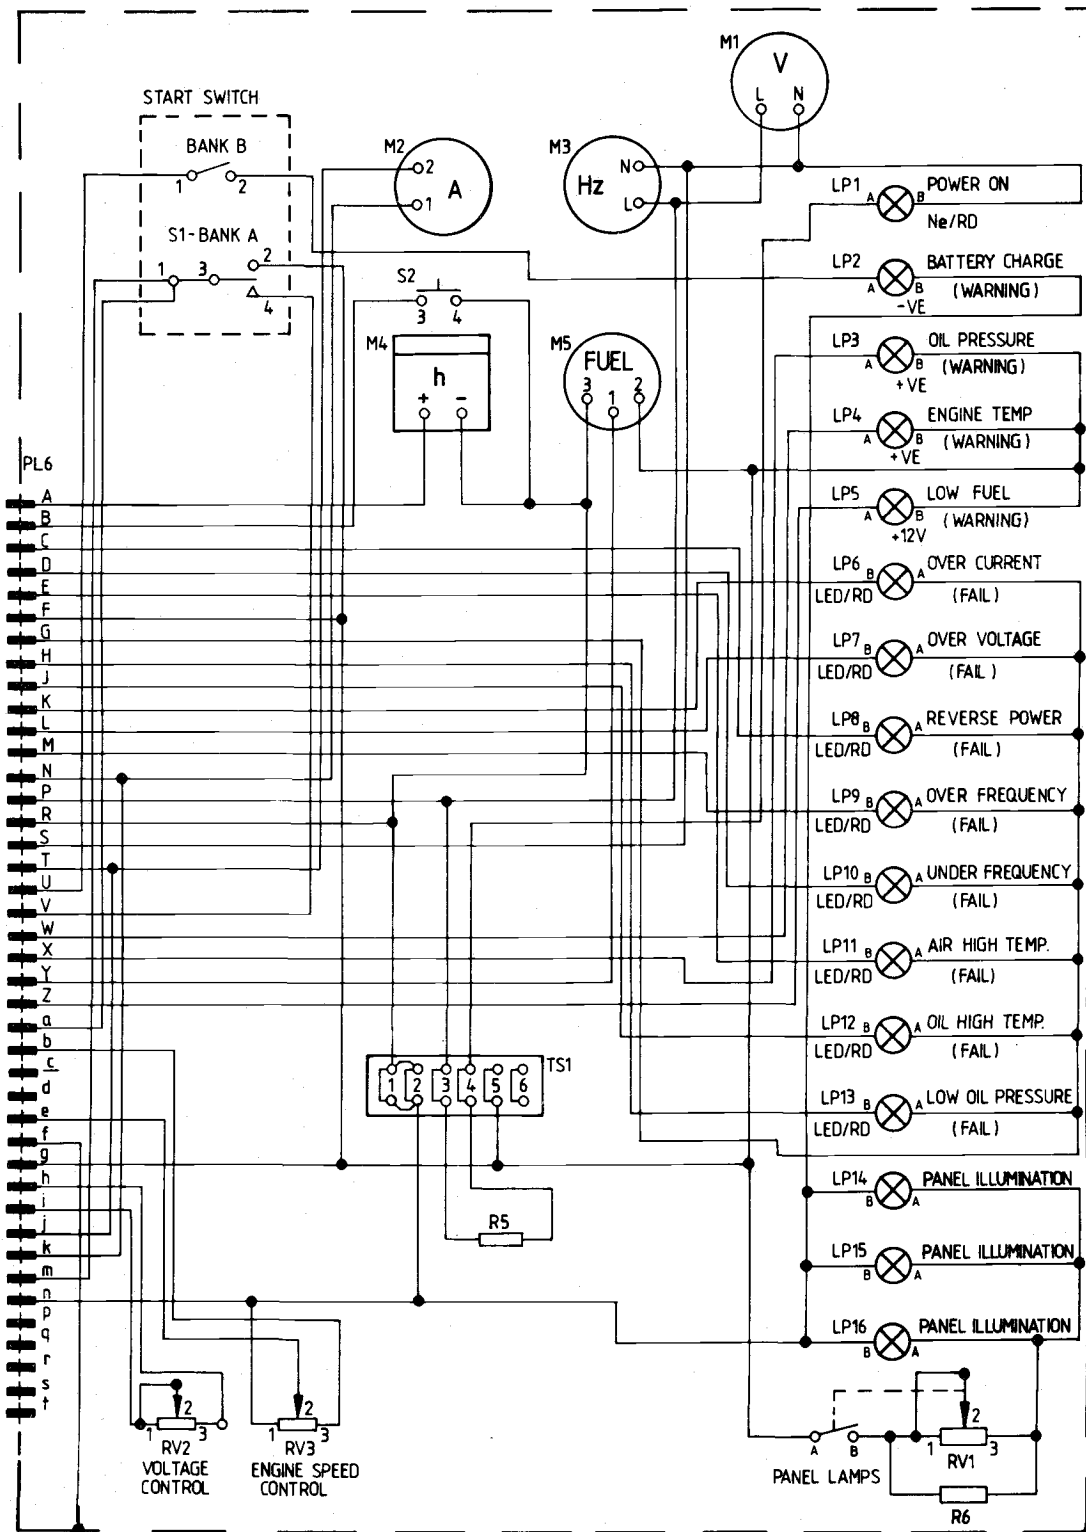 START SWITCH
BANK B
1 2
S1-BANK A
1 3 2
4
M2
2
A
1
M3
N
Hz
L
M1
V
L N
S2
3 4
M4
h
+ -
M5
FUEL
3 1 2
LP1 A B POWER ON
Ne/RD
LP2 A B BATTERY CHARGE
(WARNING)
-VE
LP3 A B OIL PRESSURE
(WARNING)
+VE
LP4 A B ENGINE TEMP
(WARNING)
+VE
LP5 A B LOW FUEL
(WARNING)
+12V
LP6 B A OVER CURRENT
LED/RD (FAIL)
LP7 B A OVER VOLTAGE
LED/RD (FAIL)
LP8 B A REVERSE POWER
LED/RD (FAIL)
LP9 B A OVER FREQUENCY
LED/RD (FAIL)
LP10 B A UNDER FREQUENCY
LED/RD (FAIL)
LP11 B A AIR HIGH TEMP.
LED/RD (FAIL)
LP12 B A OIL HIGH TEMP.
LED/RD (FAIL)
LP13 B A LOW OIL PRESSURE
LED/RD (FAIL)
LP14 B A PANEL ILLUMINATION
LP15 B A PANEL ILLUMINATION
LP16 B A PANEL ILLUMINATION
PL6
A
B
C
D
E
F
G
H
J
K
L
M
N
P
R
S
T
U
V
W
X
Y
Z
a
b
c
d
e
f
g
h
i
j
k
m
n
p
q
r
s
t
TS1
1 2 3 4 5 6
R5
1 2 3
RV2
VOLTAGE
CONTROL
1 2 3
RV3
ENGINE SPEED
CONTROL
A B
PANEL LAMPS
1 2 3
RV1
R6